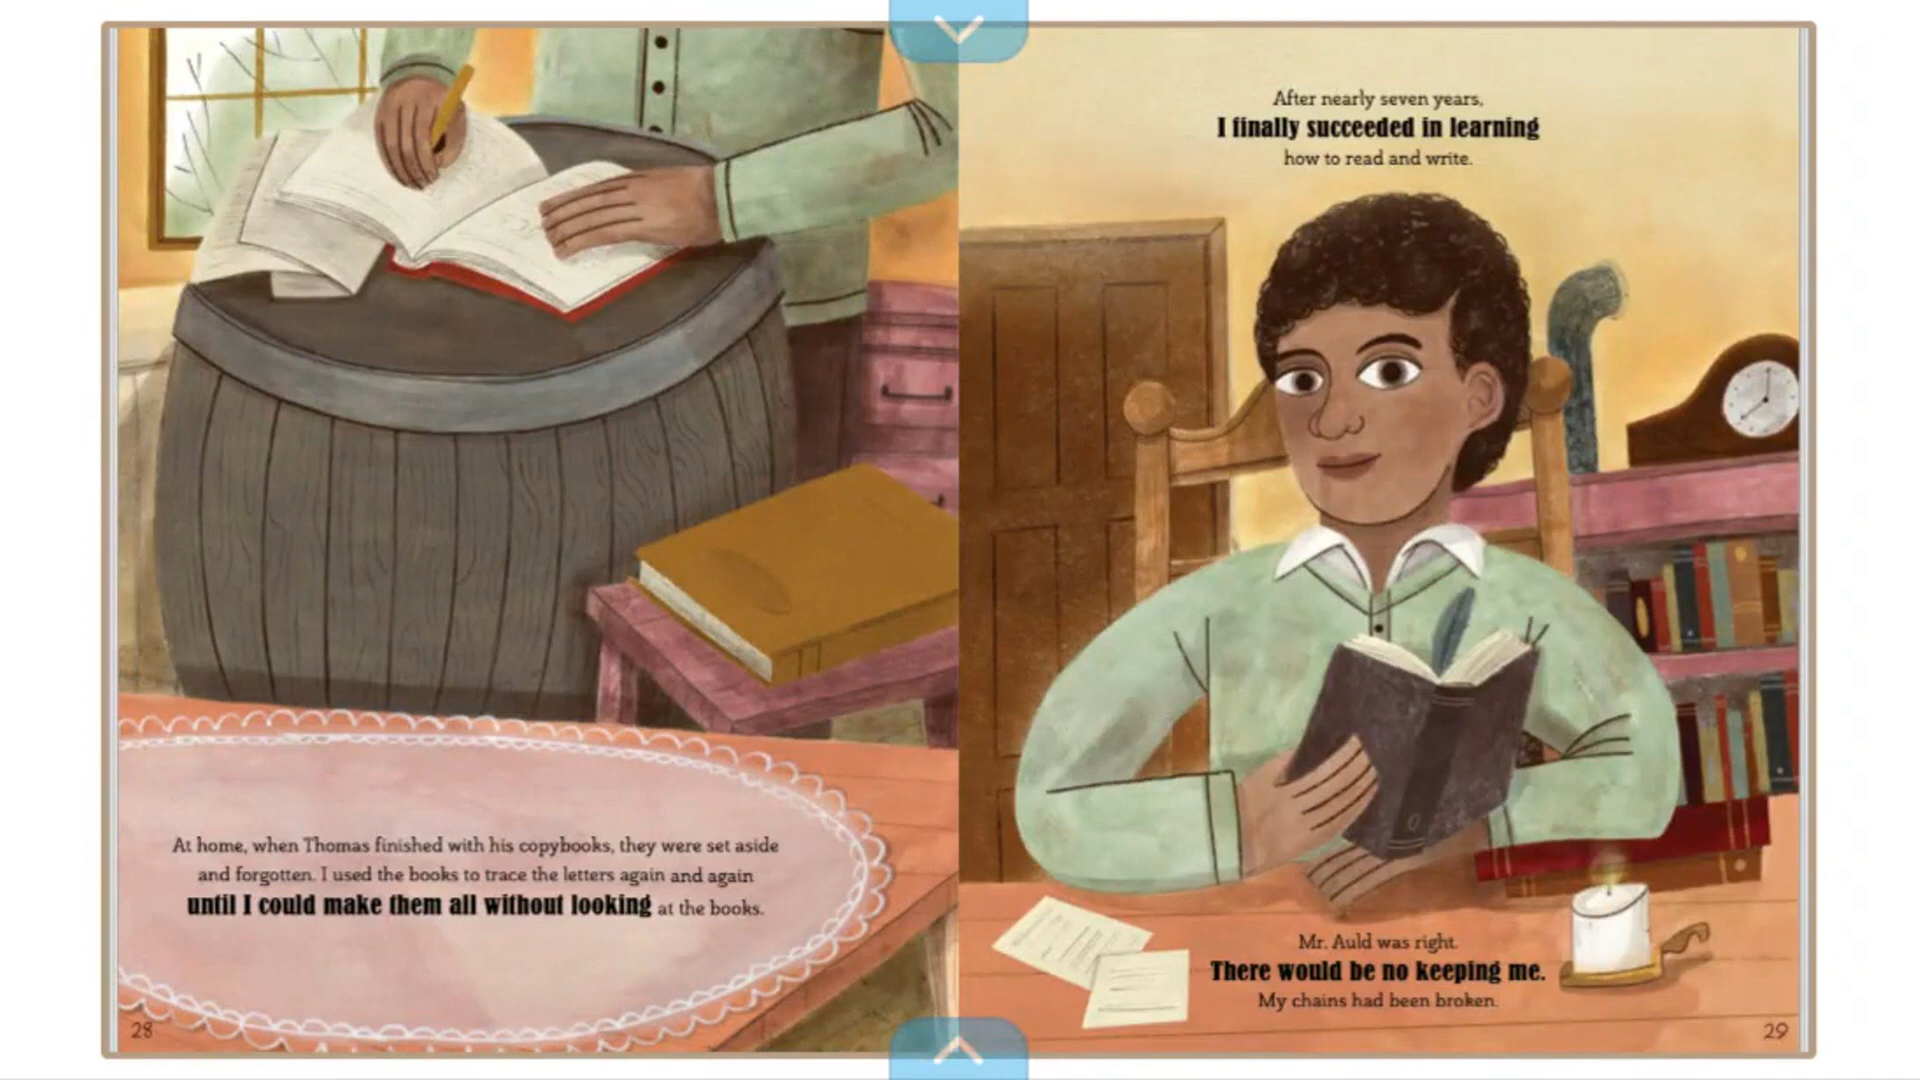 At home, when Thomas finished with his copybooks, they were set aside
and forgotten. I used the books to trace the letters again and again
until I could make them all without looking at the books.
28
After nearly seven years,
I finally succeeded in learning
how to read and write.
Mr. Auld was right.
There would be no keeping me.
My chains had been broken.
29